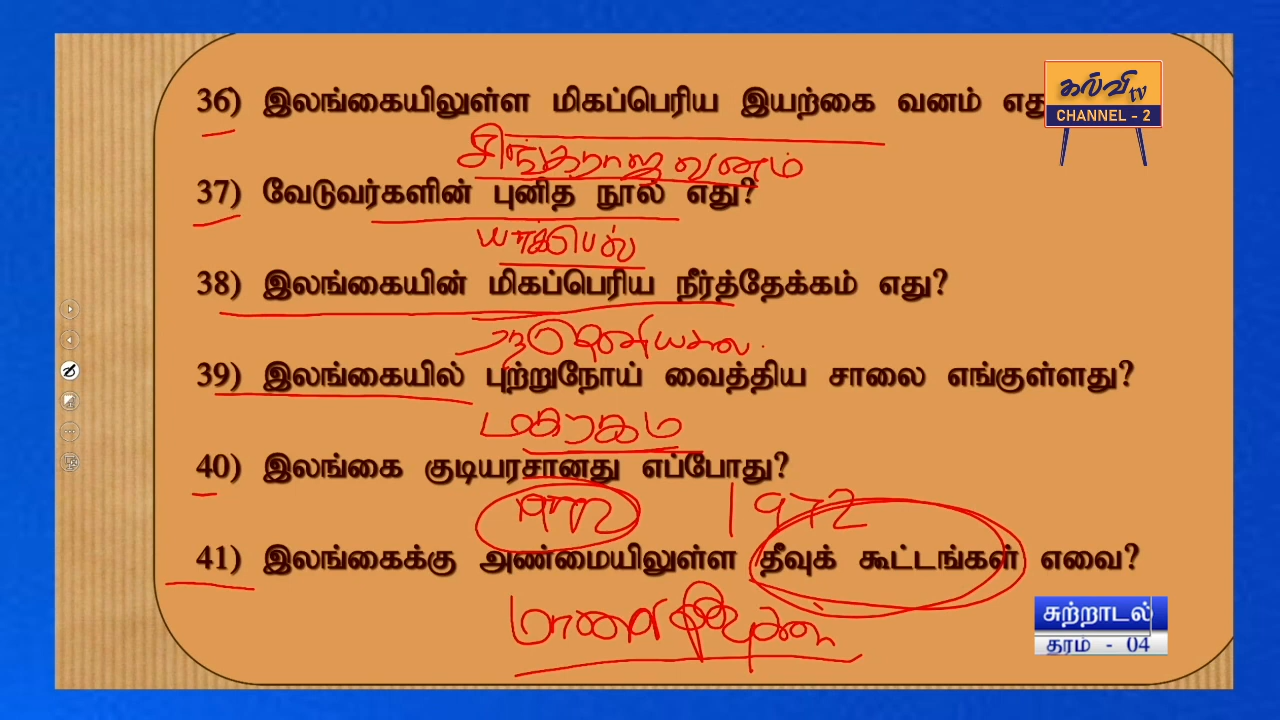 36) இலங்கையிலுள்ள மிகப்பெரிய இயற்கை வனம் எது
கல்வி tv
CHANNEL - 2
சிங்கராஜ வனம்
37) வேடுவர்களின் புனித நூல் எது?
38) இலங்கையின் மிகப்பெரிய நீர்த்தேக்கம் எது?
39) இலங்கையில் புற்றுநோய் வைத்திய சாலை எங்குள்ளது?
மகரகம
40) இலங்கை குடியரசானது எப்போது?
1972 1972
41) இலங்கைக்கு அண்மையிலுள்ள தீவுக் கூட்டங்கள் எவை?
சுற்றாடல்
தரம் - 04